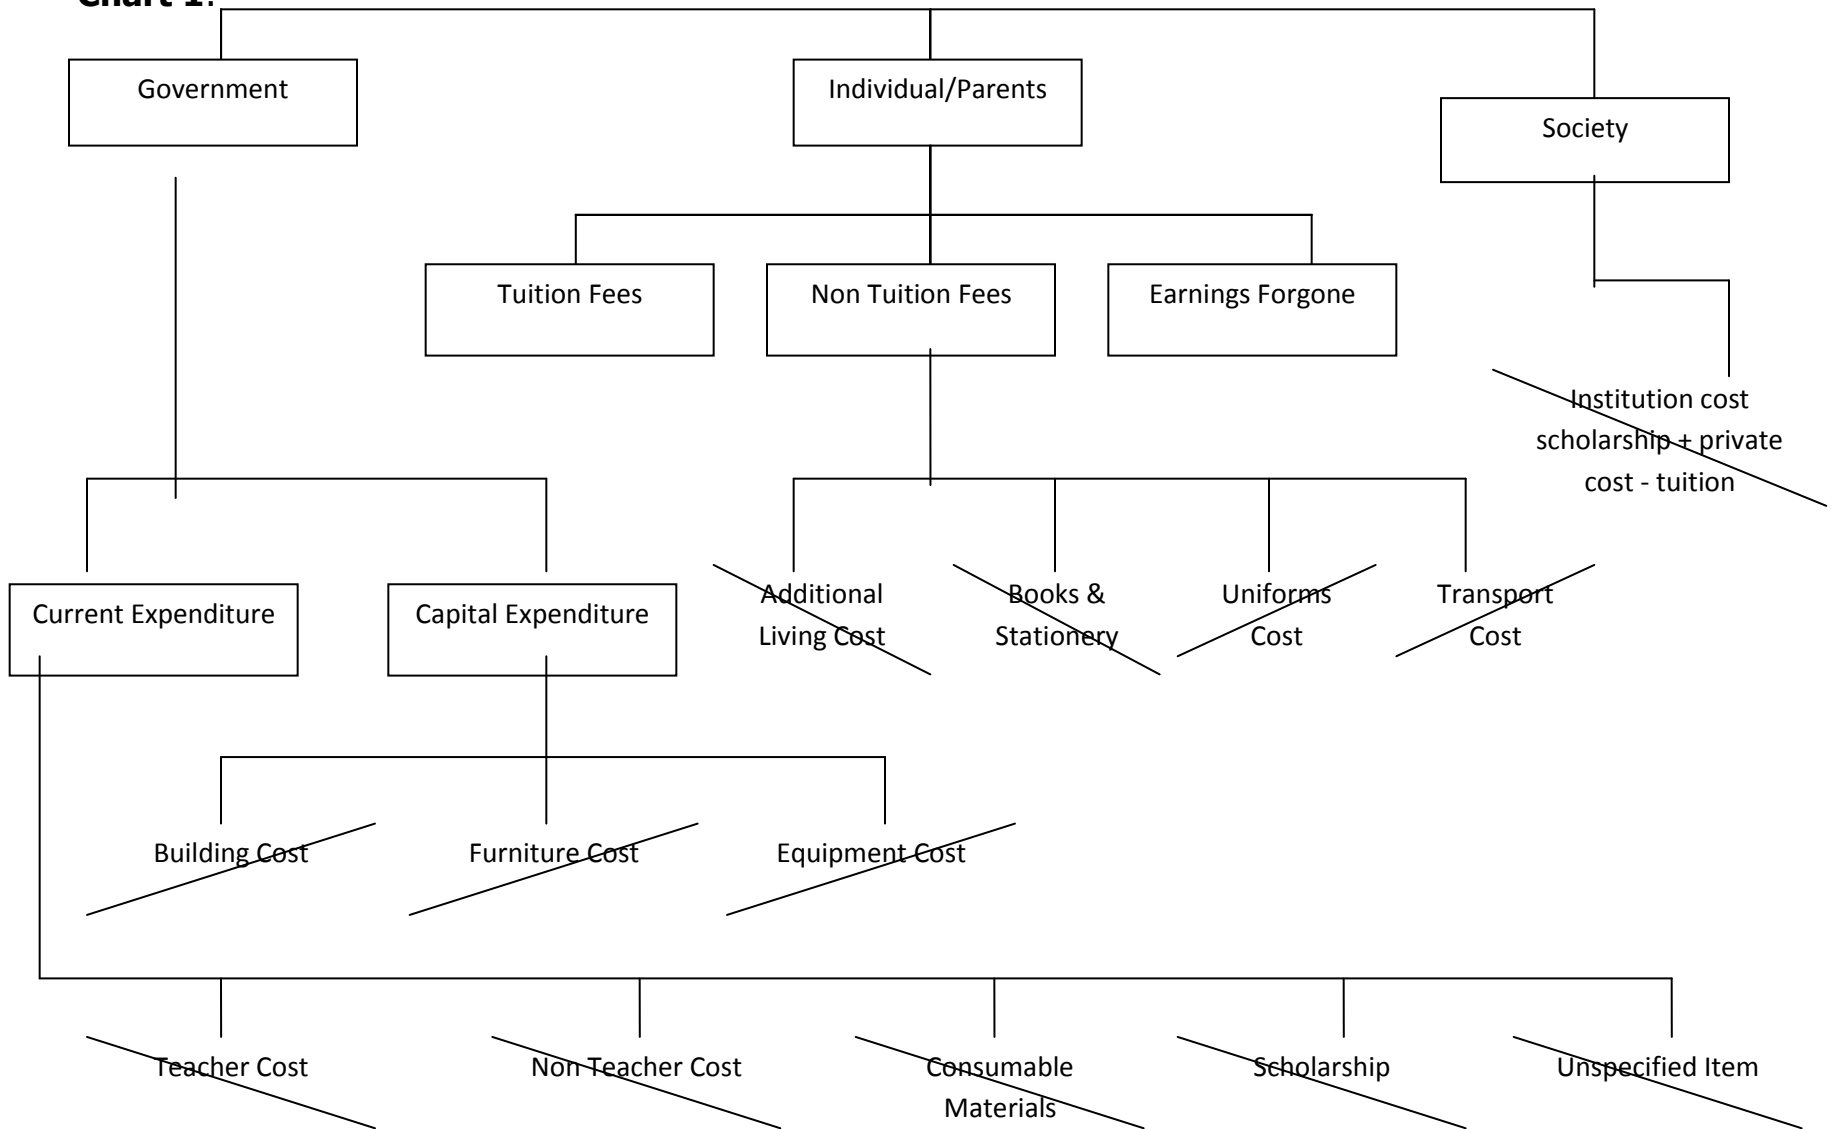 Chart 1:
Government
Individual/Parents
Society
Tuition Fees
Non Tuition Fees
Earnings Forgone
Institution cost
scholarship + private
cost - tuition
Current Expenditure
Capital Expenditure
Additional
Living Cost
Books &
Stationery
Uniforms
Cost
Transport
Cost
Building Cost
Furniture Cost
Equipment Cost
Teacher Cost
Non Teacher Cost
Consumable
Materials
Scholarship
Unspecified Item